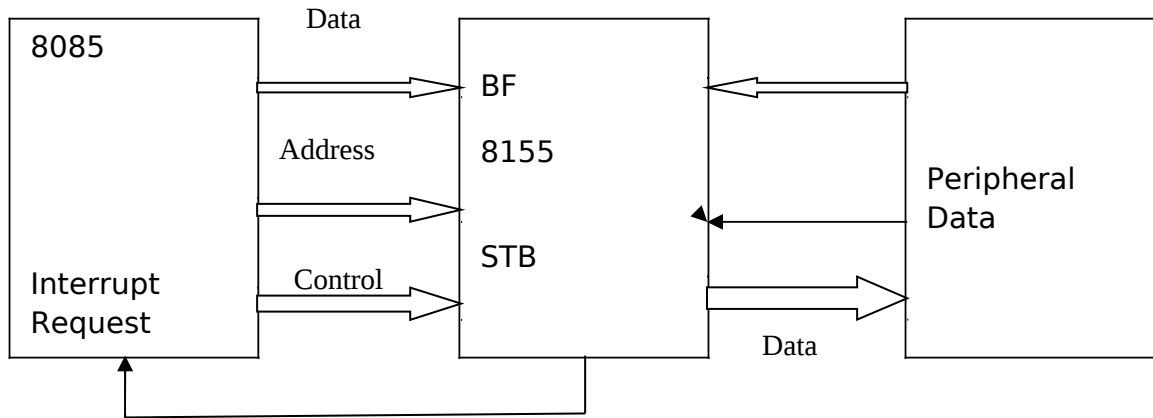 Data
8085
BF
Address
8155
Peripheral
Data
STB
Interrupt
Request
Control
Data